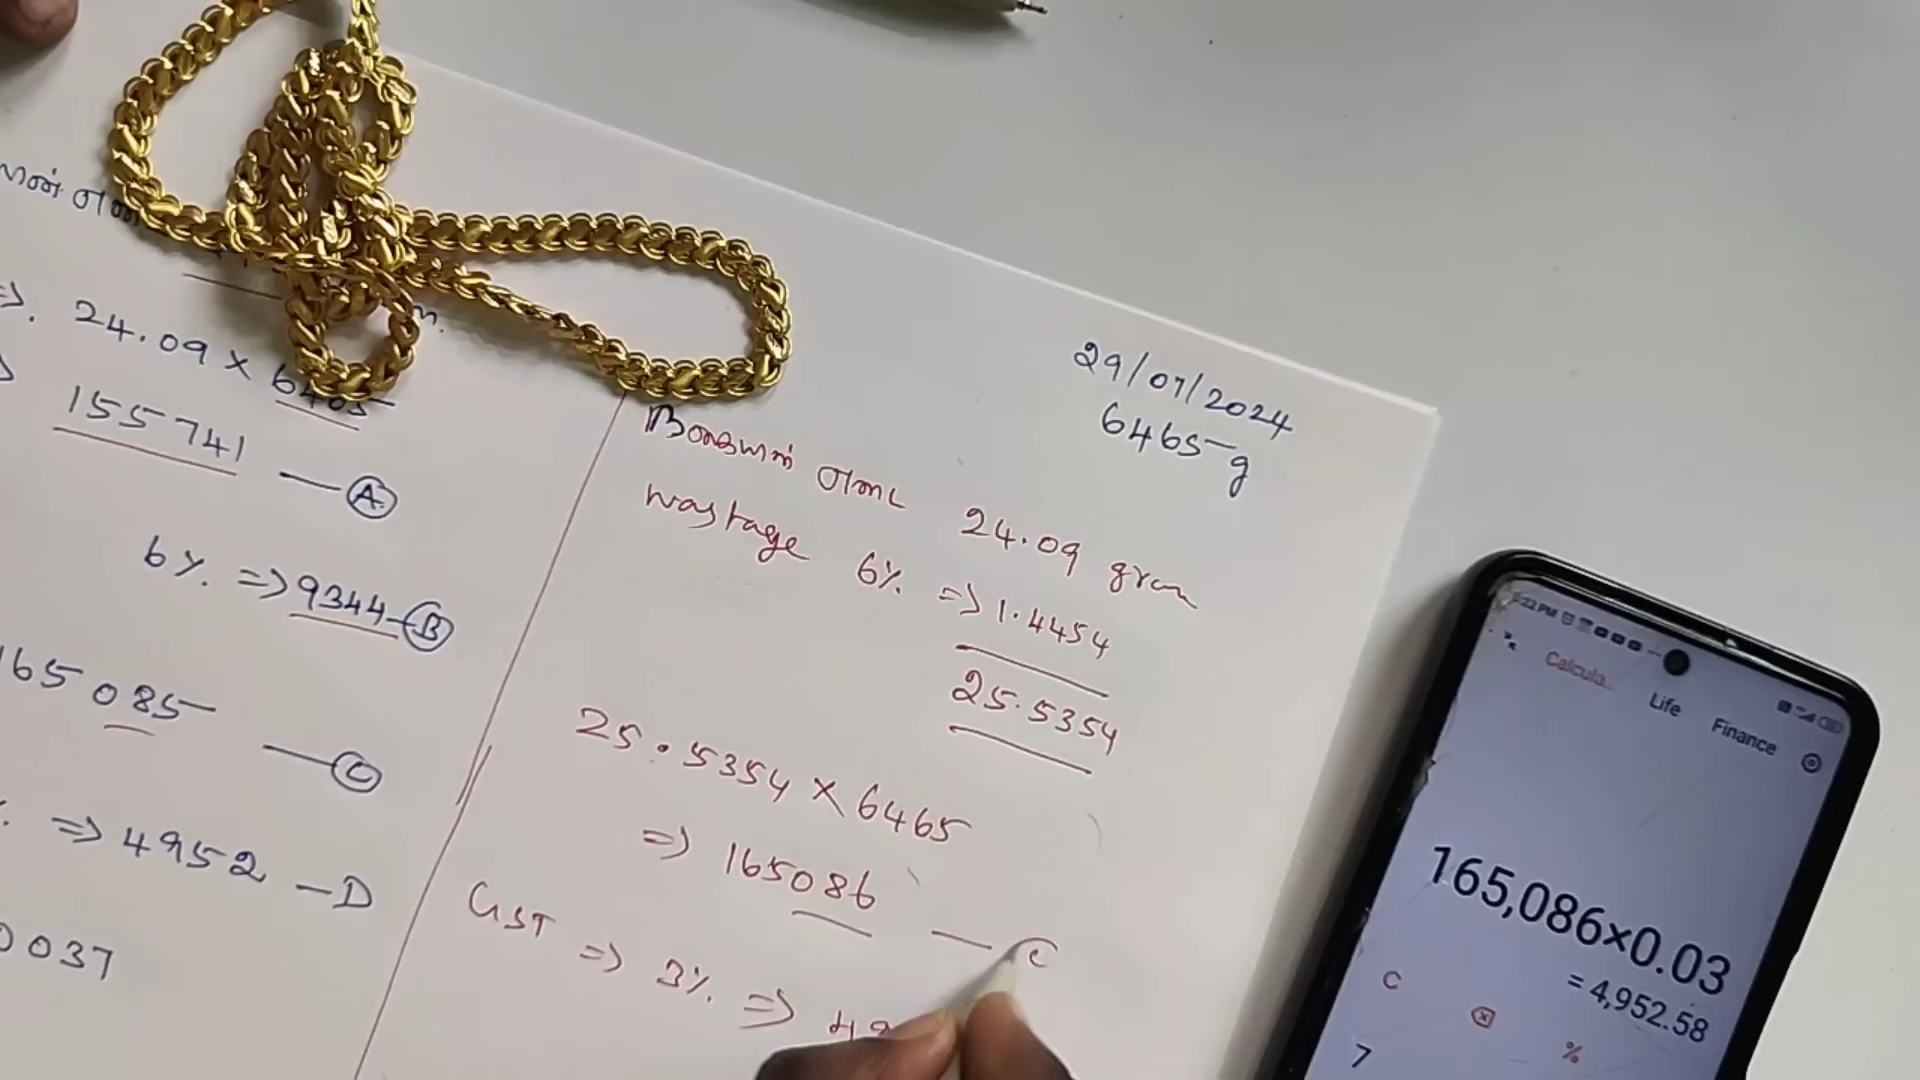 24.09 × 6465
155741 — A
6% => 9344 — B
165085
— C
=> 4952 — D
0037
29/07/2024
6465 g
24.09 gram
wastage 6% => 1.4454
25.5354
25.5354 × 6465
=> 165086 — C
GST => 3% =>
Calcula...
Life
Finance
165,086×0.03
= 4,952.58
C
%
7